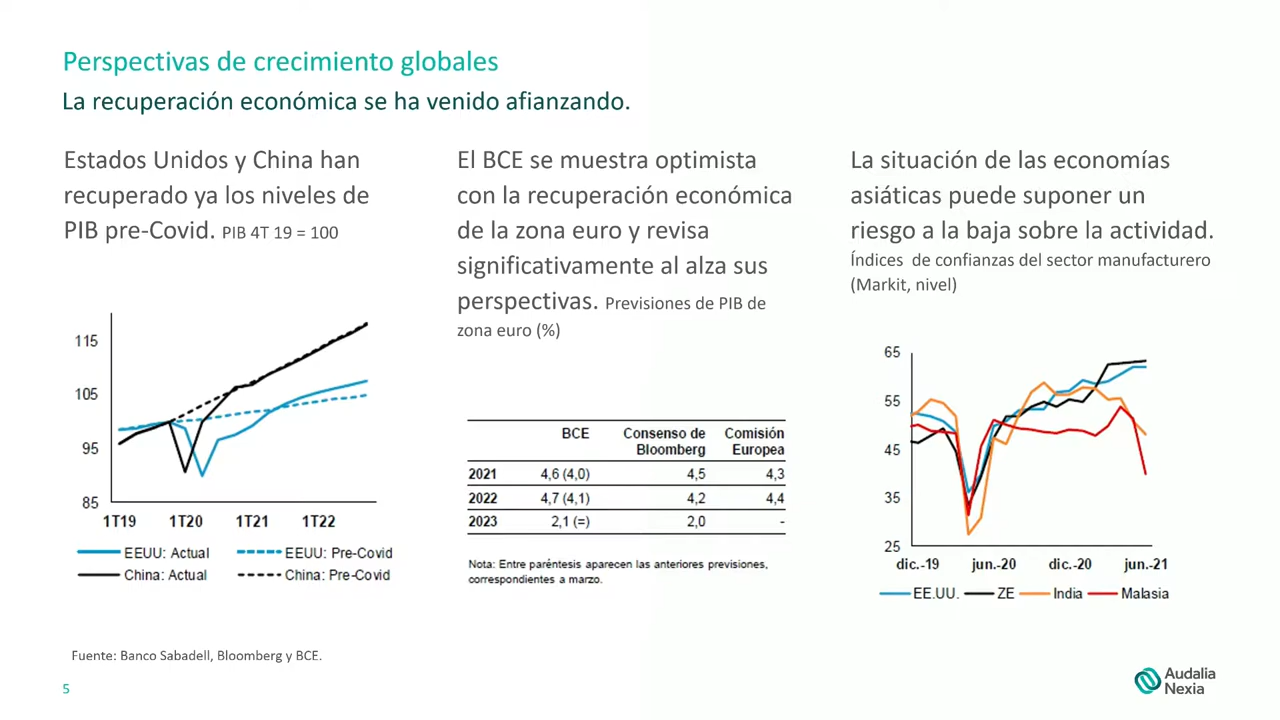 Perspectivas de crecimiento globales
La recuperación económica se ha venido afianzando.
Estados Unidos y China han
recuperado ya los niveles de
PIB pre-Covid. PIB 4T 19 = 100
115
105
95
85
1T19 1T20 1T21 1T22
EEUU: Actual EEUU: Pre-Covid
China: Actual China: Pre-Covid
El BCE se muestra optimista
con la recuperación económica
de la zona euro y revisa
significativamente al alza sus
perspectivas. Previsiones de PIB de
zona euro (%)
BCE Consenso de Comisión
Bloomberg Europea
2021 4,6 (4,0) 4,5 4,3
2022 4,7 (4,1) 4,2 4,4
2023 2,1 (=) 2,0 -
Nota: Entre paréntesis aparecen las anteriores previsiones,
correspondientes a marzo.
La situación de las economías
asiáticas puede suponer un
riesgo a la baja sobre la actividad.
Índices de confianzas del sector manufacturero
(Markit, nivel)
65
55
45
35
25
dic.-19 jun.-20 dic.-20 jun.-21
EE.UU. ZE India Malasia
Fuente: Banco Sabadell, Bloomberg y BCE.
5
Audalia
Nexia